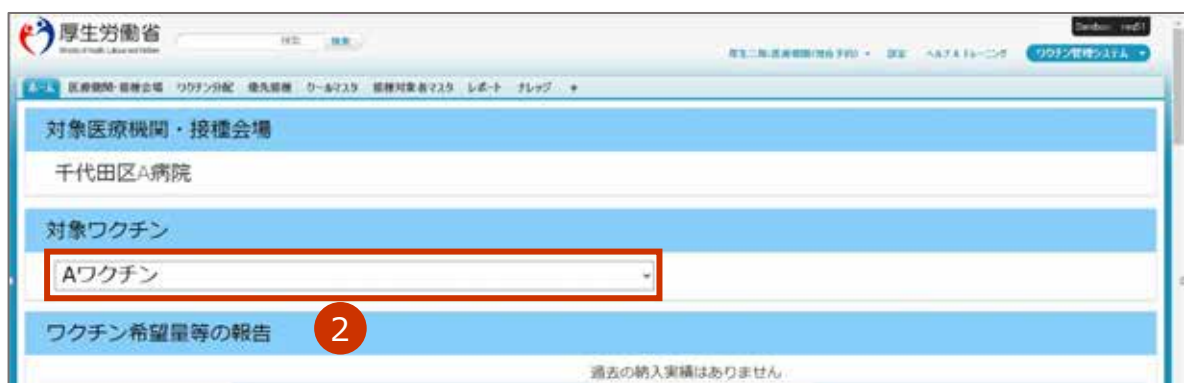 厚生労働省
検索
ワクチン管理システム
ホーム 医療機関・接種会場 ワクチン分配 優先接種 ロールマスタ 接種対象者マスタ レポート ナレッジ +
対象医療機関・接種会場
千代田区A病院
対象ワクチン
Aワクチン
ワクチン希望量等の報告
2
過去の納入実績はありません